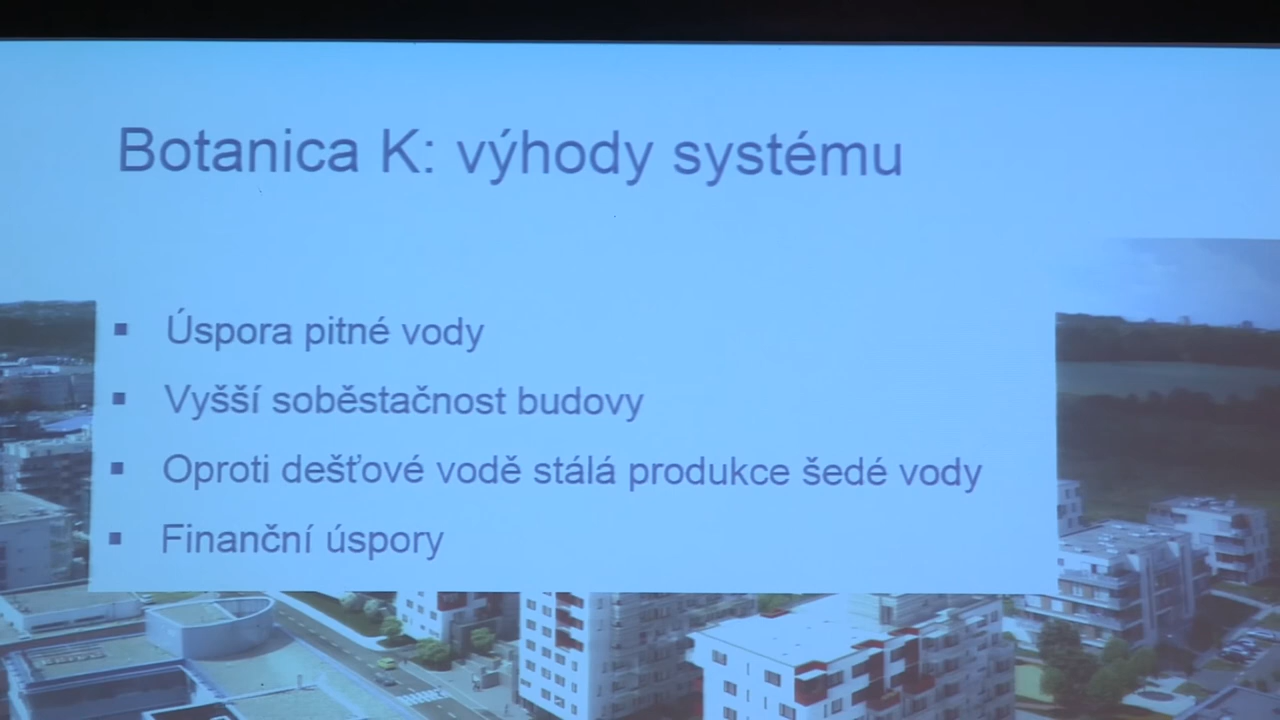 Botanica K: výhody systému
▪ Úspora pitné vody
▪ Vyšší soběstačnost budovy
▪ Oproti dešťové vodě stálá produkce šedé vody
▪ Finanční úspory